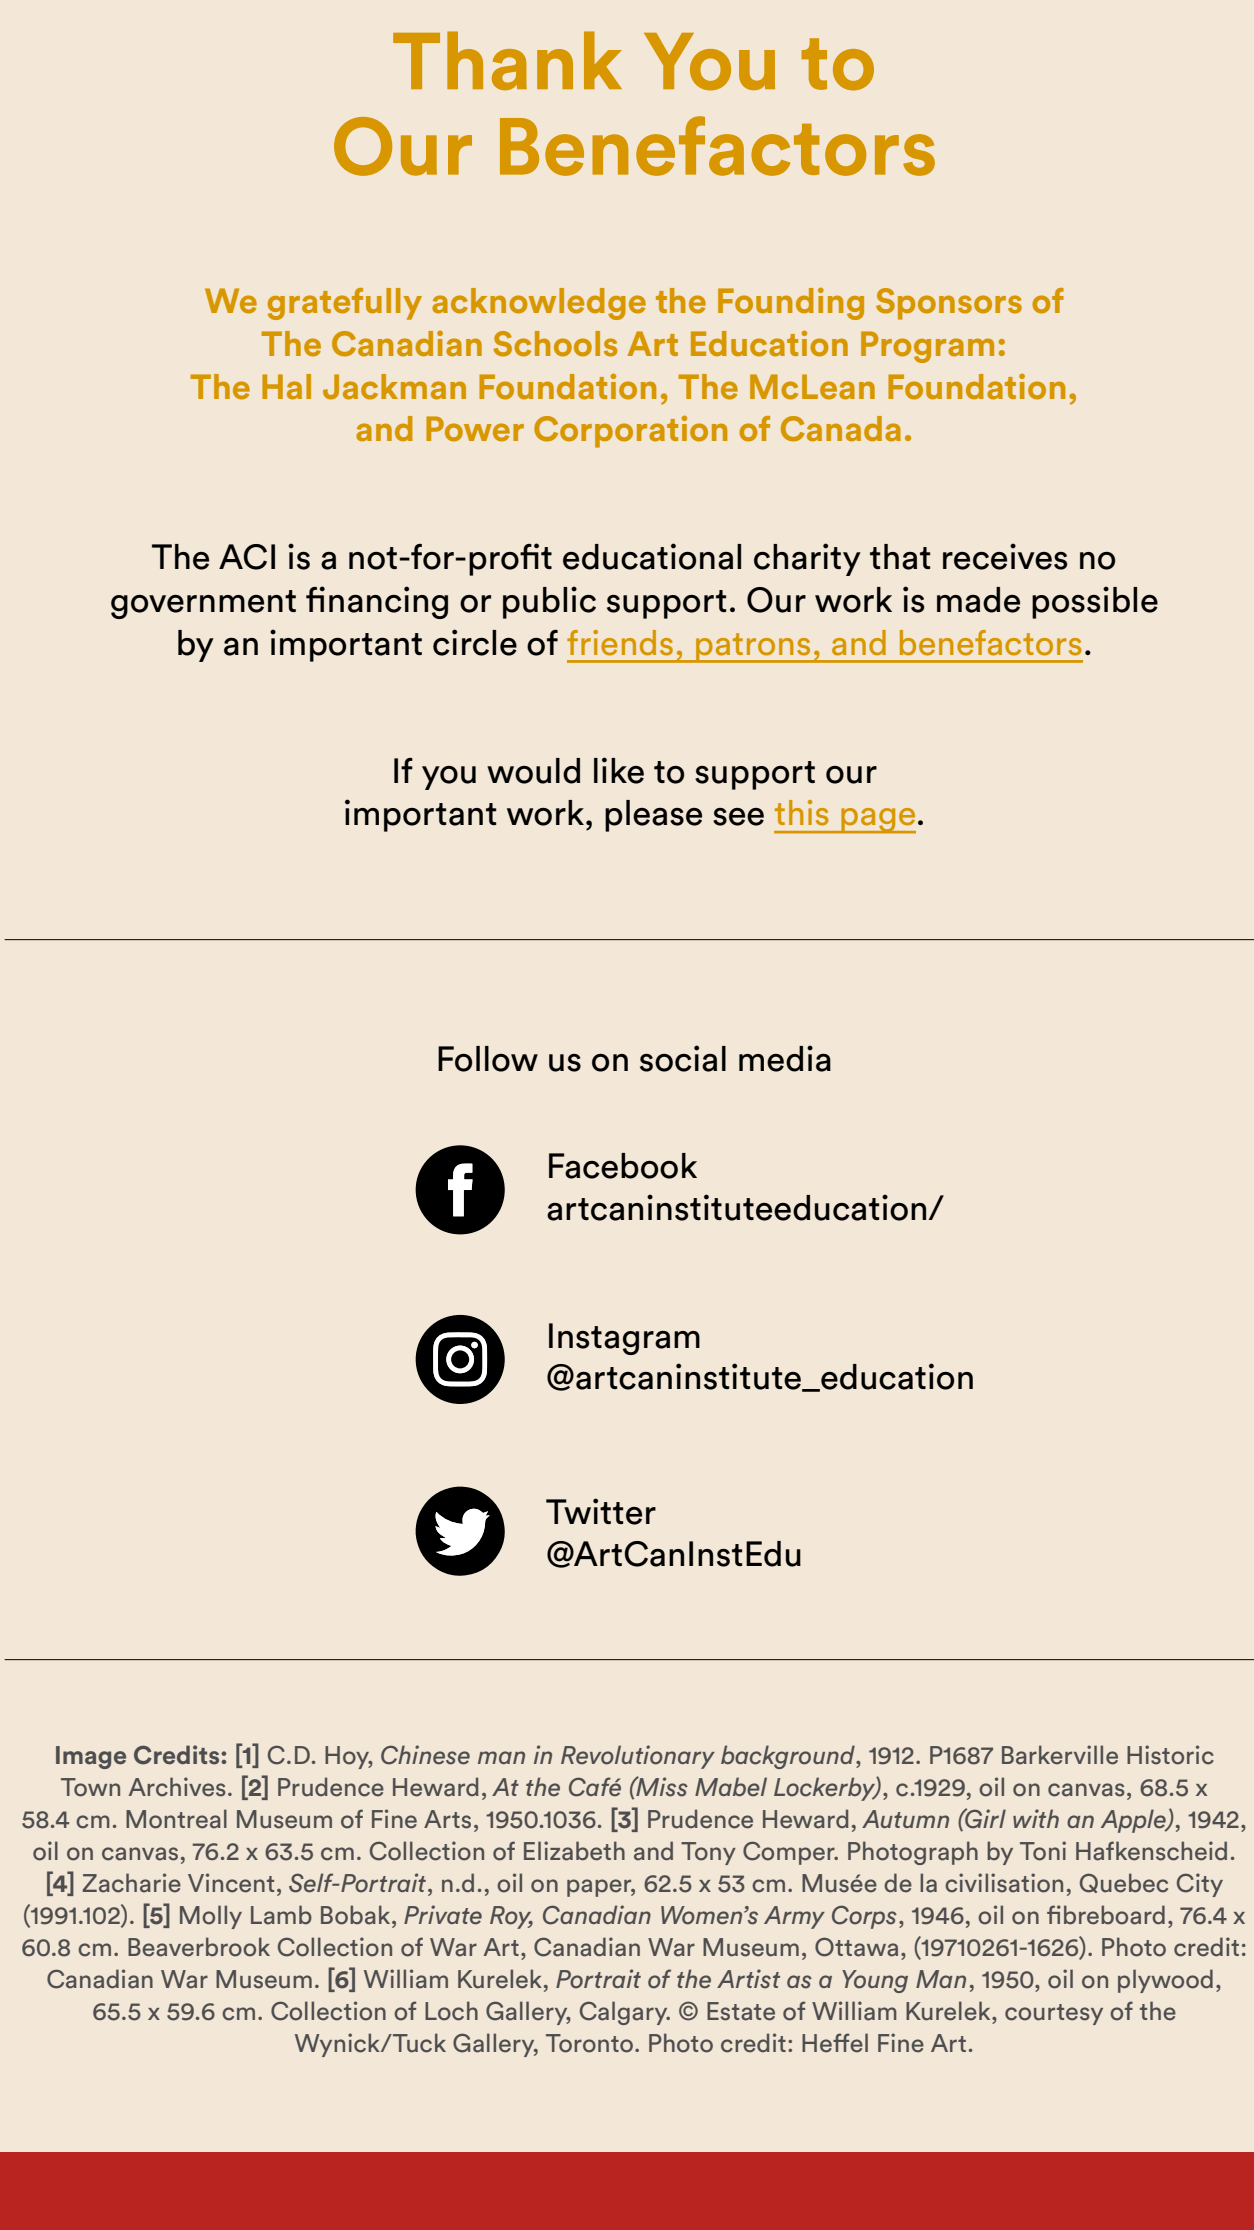 Thank You to
Our Benefactors
We gratefully acknowledge the Founding Sponsors of
The Canadian Schools Art Education Program:
The Hal Jackman Foundation, The McLean Foundation,
and Power Corporation of Canada.
The ACI is a not-for-profit educational charity that receives no
government financing or public support. Our work is made possible
by an important circle of friends, patrons, and benefactors.
If you would like to support our
important work, please see this page.
Follow us on social media
Facebook
artcaninstituteeducation/
Instagram
@artcaninstitute_education
Twitter
@ArtCanInstEdu
Image Credits: [1] C.D. Hoy, Chinese man in Revolutionary background, 1912. P1687 Barkerville Historic
Town Archives. [2] Prudence Heward, At the Café (Miss Mabel Lockerby), c.1929, oil on canvas, 68.5 x
58.4 cm. Montreal Museum of Fine Arts, 1950.1036. [3] Prudence Heward, Autumn (Girl with an Apple), 1942,
oil on canvas, 76.2 x 63.5 cm. Collection of Elizabeth and Tony Comper. Photograph by Toni Hafkenscheid.
[4] Zacharie Vincent, Self-Portrait, n.d., oil on paper, 62.5 x 53 cm. Musée de la civilisation, Quebec City
(1991.102). [5] Molly Lamb Bobak, Private Roy, Canadian Women’s Army Corps, 1946, oil on fibreboard, 76.4 x
60.8 cm. Beaverbrook Collection of War Art, Canadian War Museum, Ottawa, (19710261-1626). Photo credit:
Canadian War Museum. [6] William Kurelek, Portrait of the Artist as a Young Man, 1950, oil on plywood,
65.5 x 59.6 cm. Collection of Loch Gallery, Calgary. © Estate of William Kurelek, courtesy of the
Wynick/Tuck Gallery, Toronto. Photo credit: Heffel Fine Art.